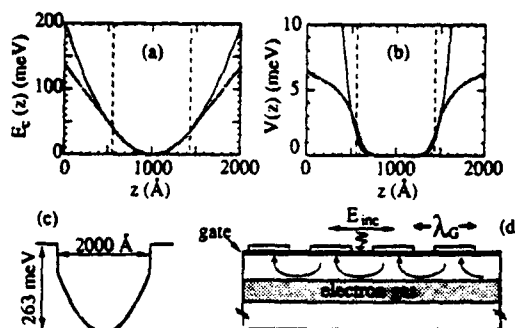 200
(a)
E_c (z) (meV)
100
0
0
1000
2000
z (Å)
10
(b)
V(z) (meV)
5
0
0
1000
2000
z (Å)
(c)
2000 Å
263 meV
(d
gate
E_inc
λ_G
electron gas